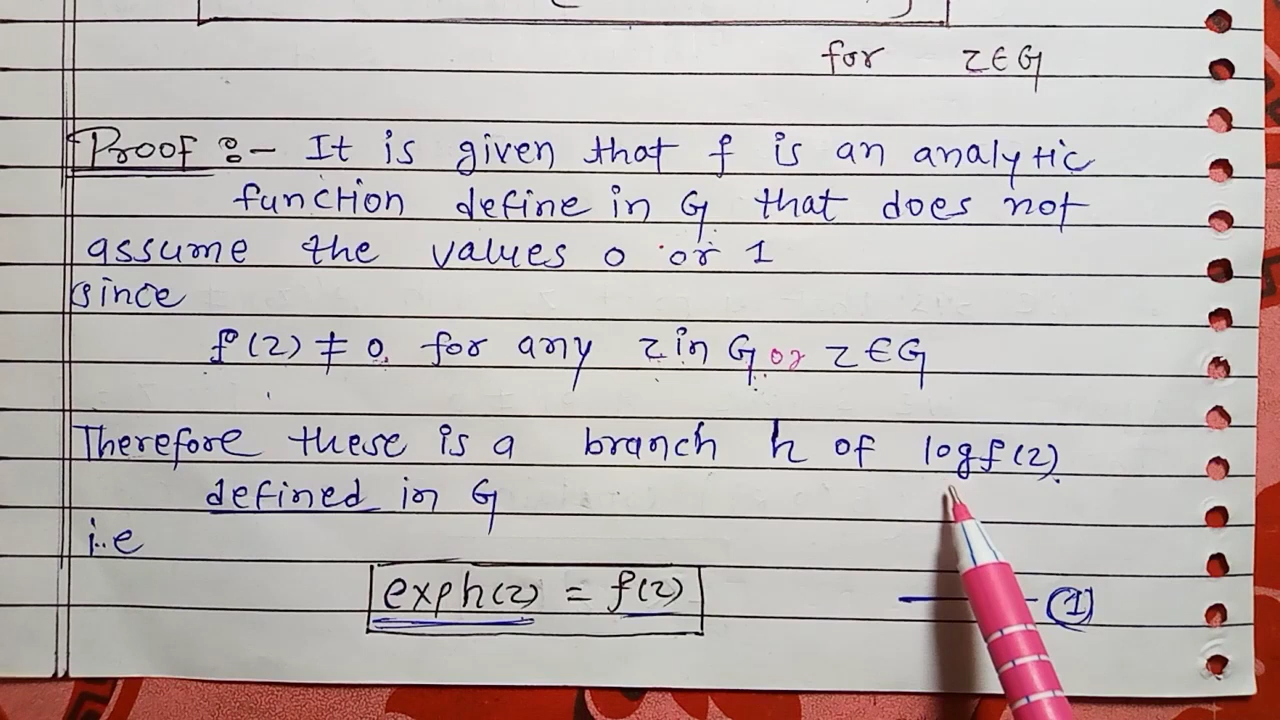 for z ∈ G
Proof :- It is given that f is an analytic
function define in G that does not
assume the values 0 or 1
since
f(z) ≠ 0 for any z in G or z ∈ G
Therefore these is a branch h of log f(z)
defined in G
i.e
exp h(z) = f(z) — (1)